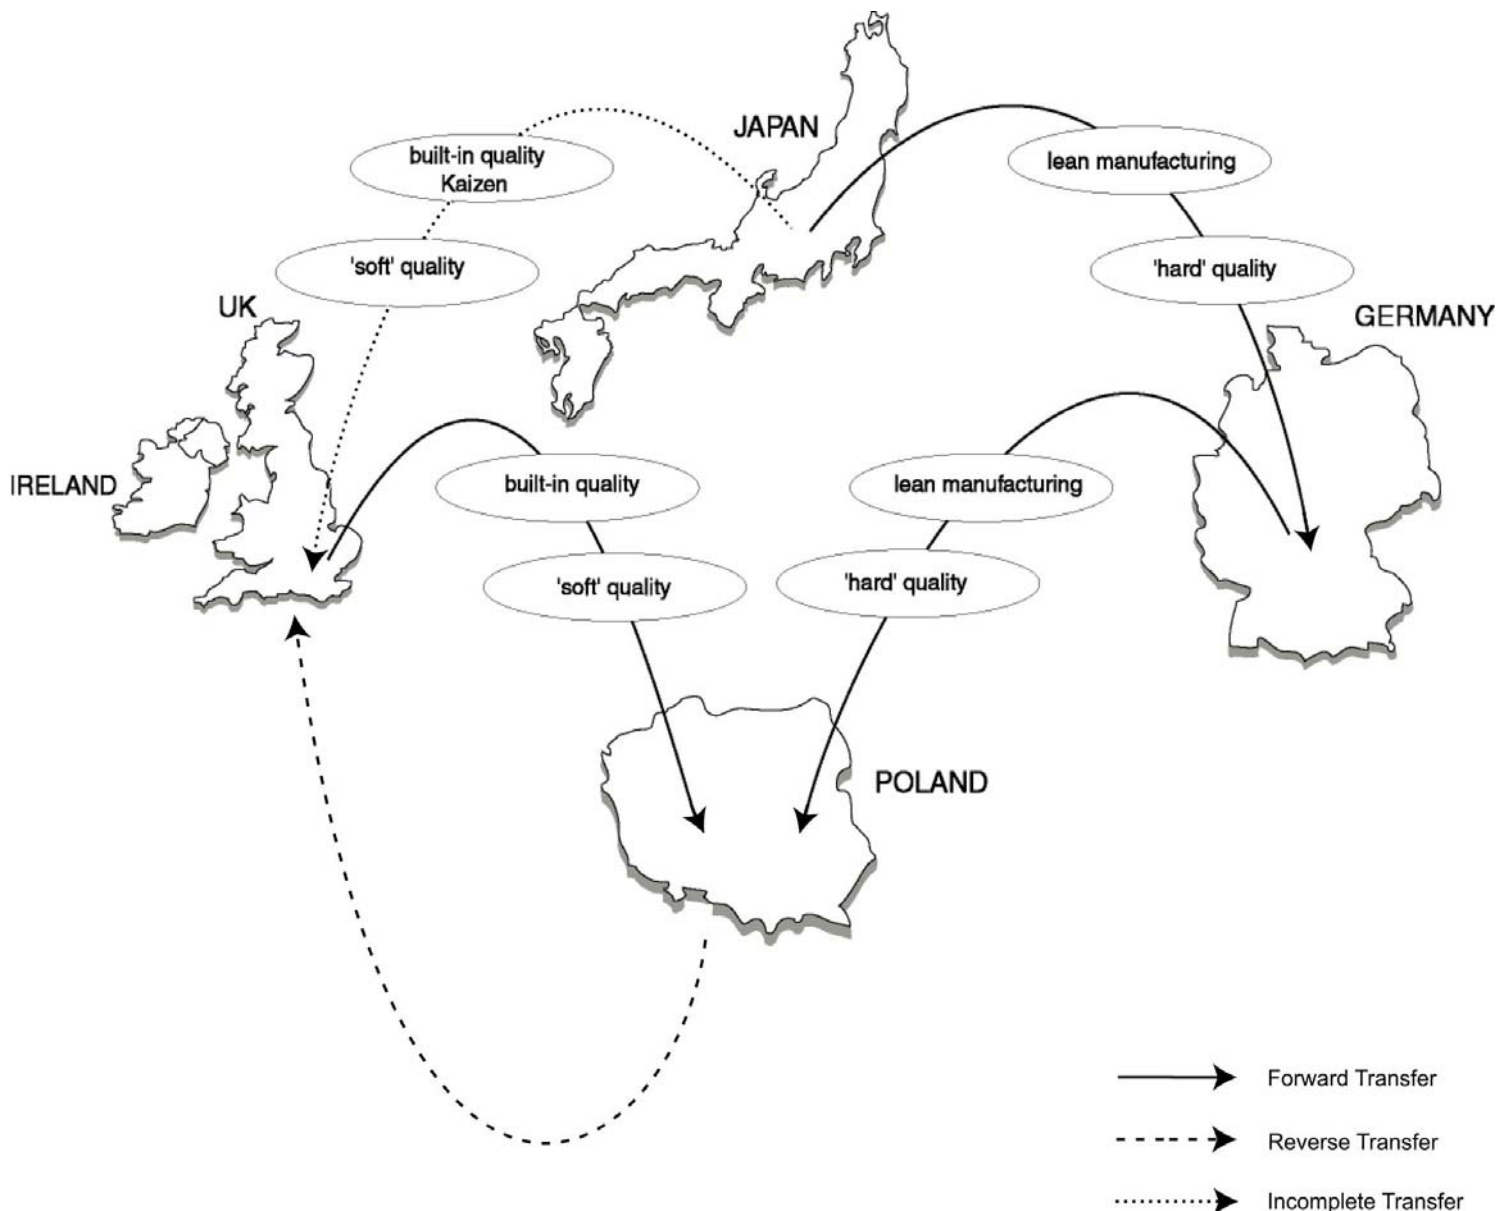 JAPAN
built-in quality
Kaizen
lean manufacturing
'soft' quality
'hard' quality
UK
GERMANY
IRELAND
built-in quality
lean manufacturing
'soft' quality
'hard' quality
POLAND
Forward Transfer
Reverse Transfer
Incomplete Transfer